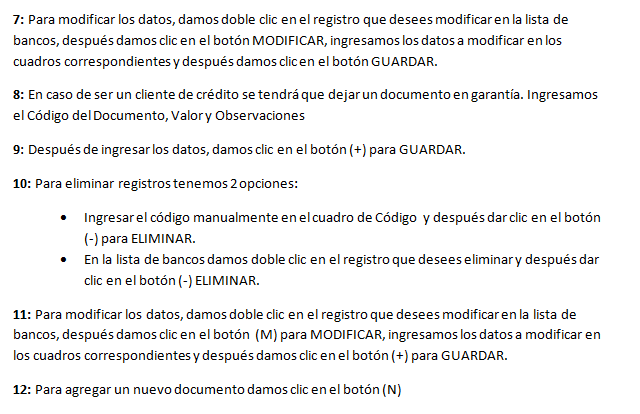 7: Para modificar los datos, damos doble clic en el registro que desees modificar en la lista de
bancos, después damos clic en el botón MODIFICAR, ingresamos los datos a modificar en los
cuadros correspondientes y después damos clic en el botón GUARDAR.
8: En caso de ser un cliente de crédito se tendrá que dejar un documento en garantía. Ingresamos
el Código del Documento, Valor y Observaciones
9: Después de ingresar los datos, damos clic en el botón (+) para GUARDAR.
10: Para eliminar registros tenemos 2 opciones:
• Ingresar el código manualmente en el cuadro de Código y después dar clic en el botón
(-) para ELIMINAR.
• En la lista de bancos damos doble clic en el registro que desees eliminar y después dar
clic en el botón (-) ELIMINAR.
11: Para modificar los datos, damos doble clic en el registro que desees modificar en la lista de
bancos, después damos clic en el botón (M) para MODIFICAR, ingresamos los datos a modificar en
los cuadros correspondientes y después damos clic en el botón (+) para GUARDAR.
12: Para agregar un nuevo documento damos clic en el botón (N)